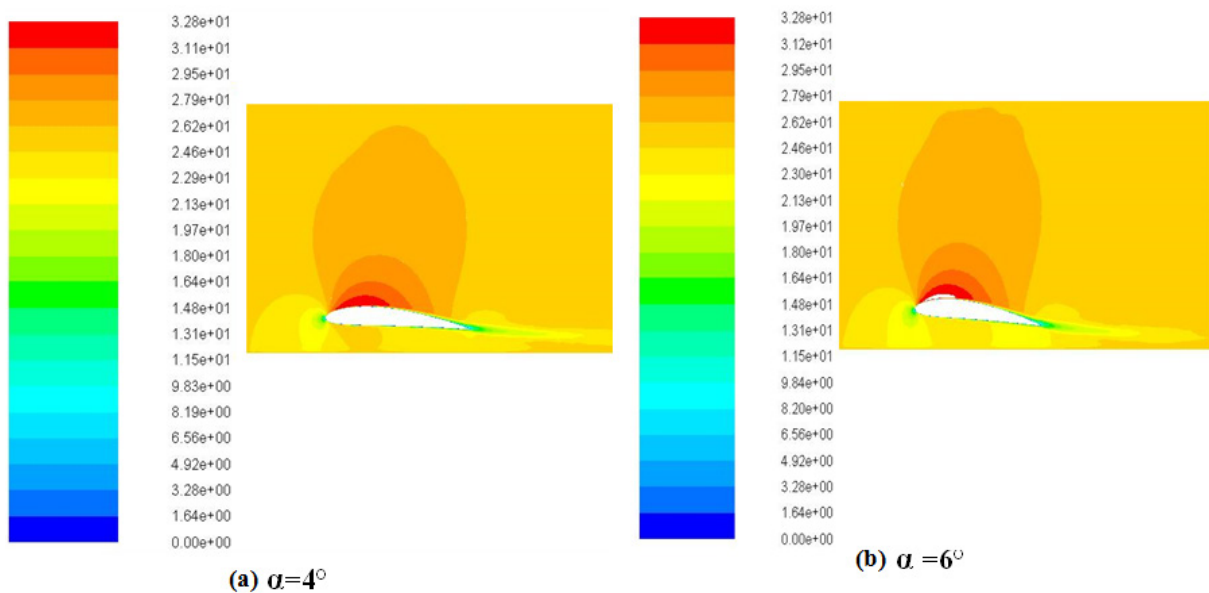 3.28e+01
3.11e+01
2.95e+01
2.79e+01
2.62e+01
2.46e+01
2.29e+01
2.13e+01
1.97e+01
1.80e+01
1.64e+01
1.48e+01
1.31e+01
1.15e+01
9.83e+00
8.19e+00
6.56e+00
4.92e+00
3.28e+00
1.64e+00
0.00e+00
(a) α=4°
3.28e+01
3.12e+01
2.95e+01
2.79e+01
2.62e+01
2.46e+01
2.30e+01
2.13e+01
1.97e+01
1.80e+01
1.64e+01
1.48e+01
1.31e+01
1.15e+01
9.84e+00
8.20e+00
6.56e+00
4.92e+00
3.28e+00
1.64e+00
0.00e+00
(b) α =6°